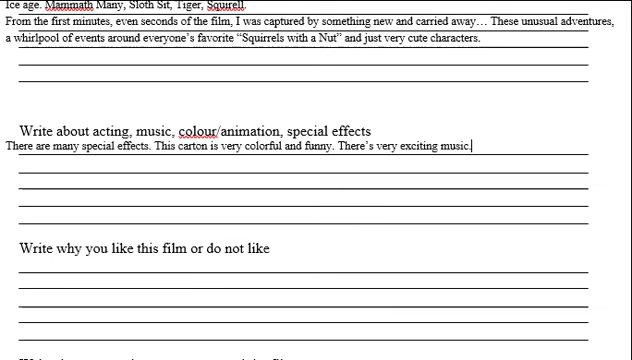 Ice age. Mammath Many, Sloth Sit, Tiger, Squirell.
From the first minutes, even seconds of the film, I was captured by something new and carried away… These unusual adventures,
a whirlpool of events around everyone’s favorite “Squirrels with a Nut” and just very cute characters.
Write about acting, music, colour/animation, special effects
There are many special effects. This carton is very colorful and funny. There’s very exciting music.
Write why you like this film or do not like